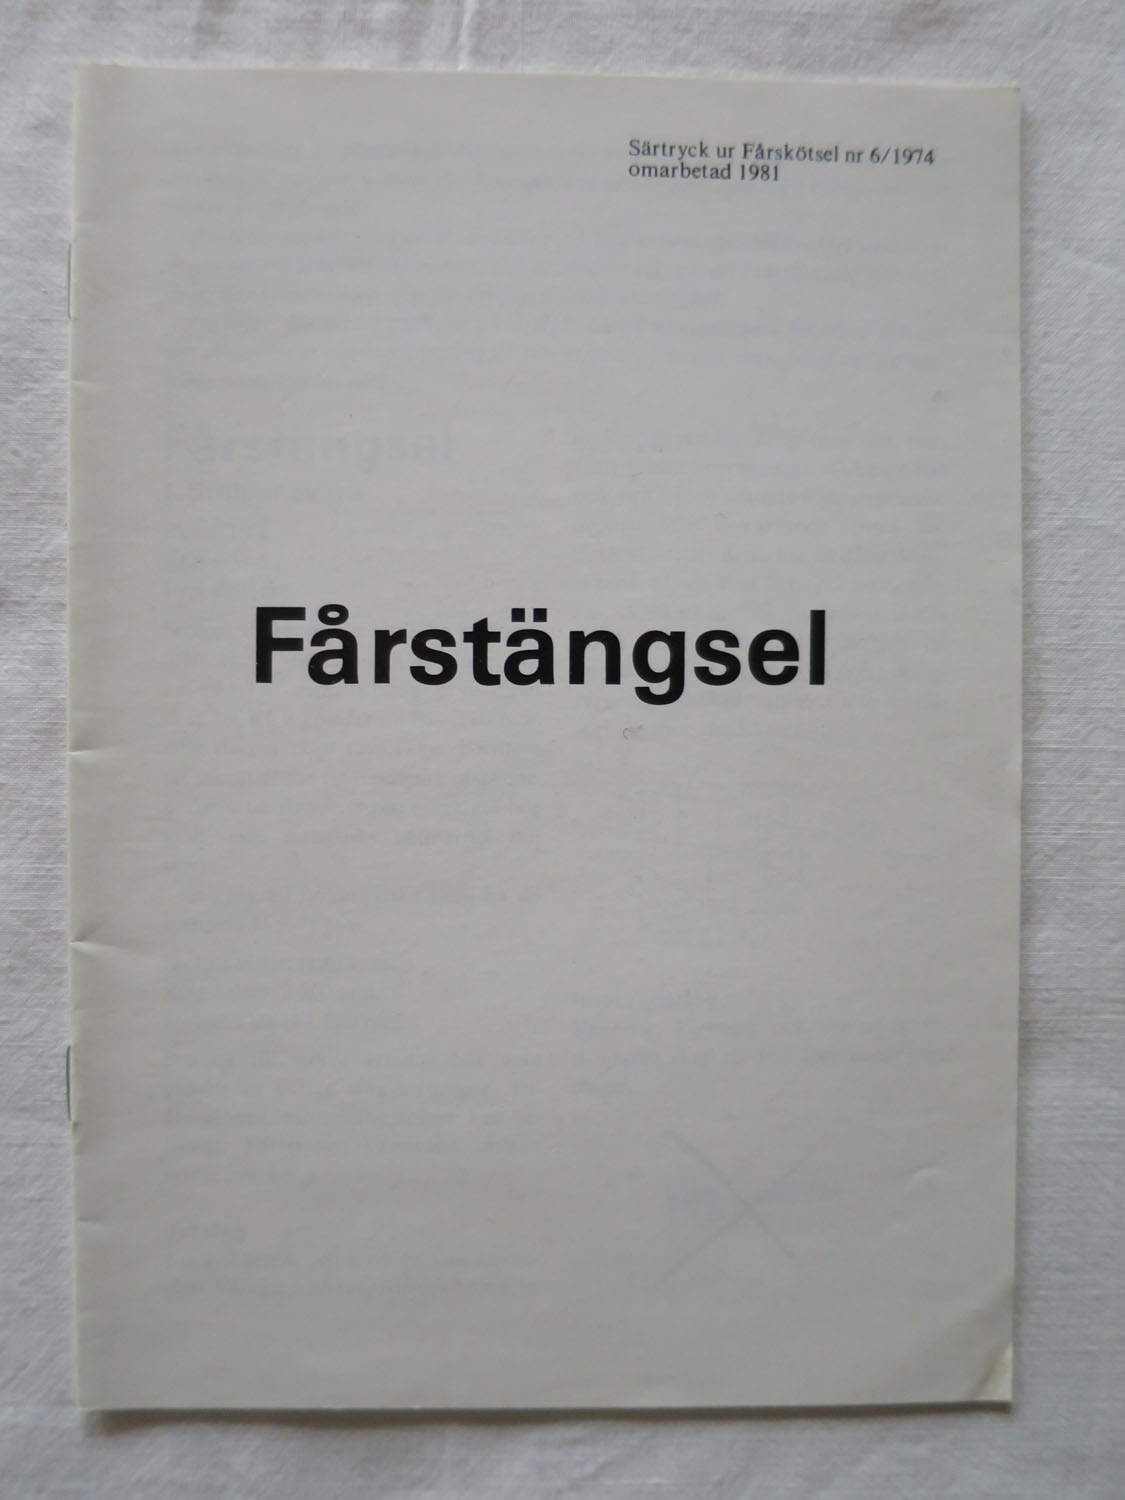 Särtryck ur Fårskötsel nr 6/1974
omarbetad 1981
Fårstängsel